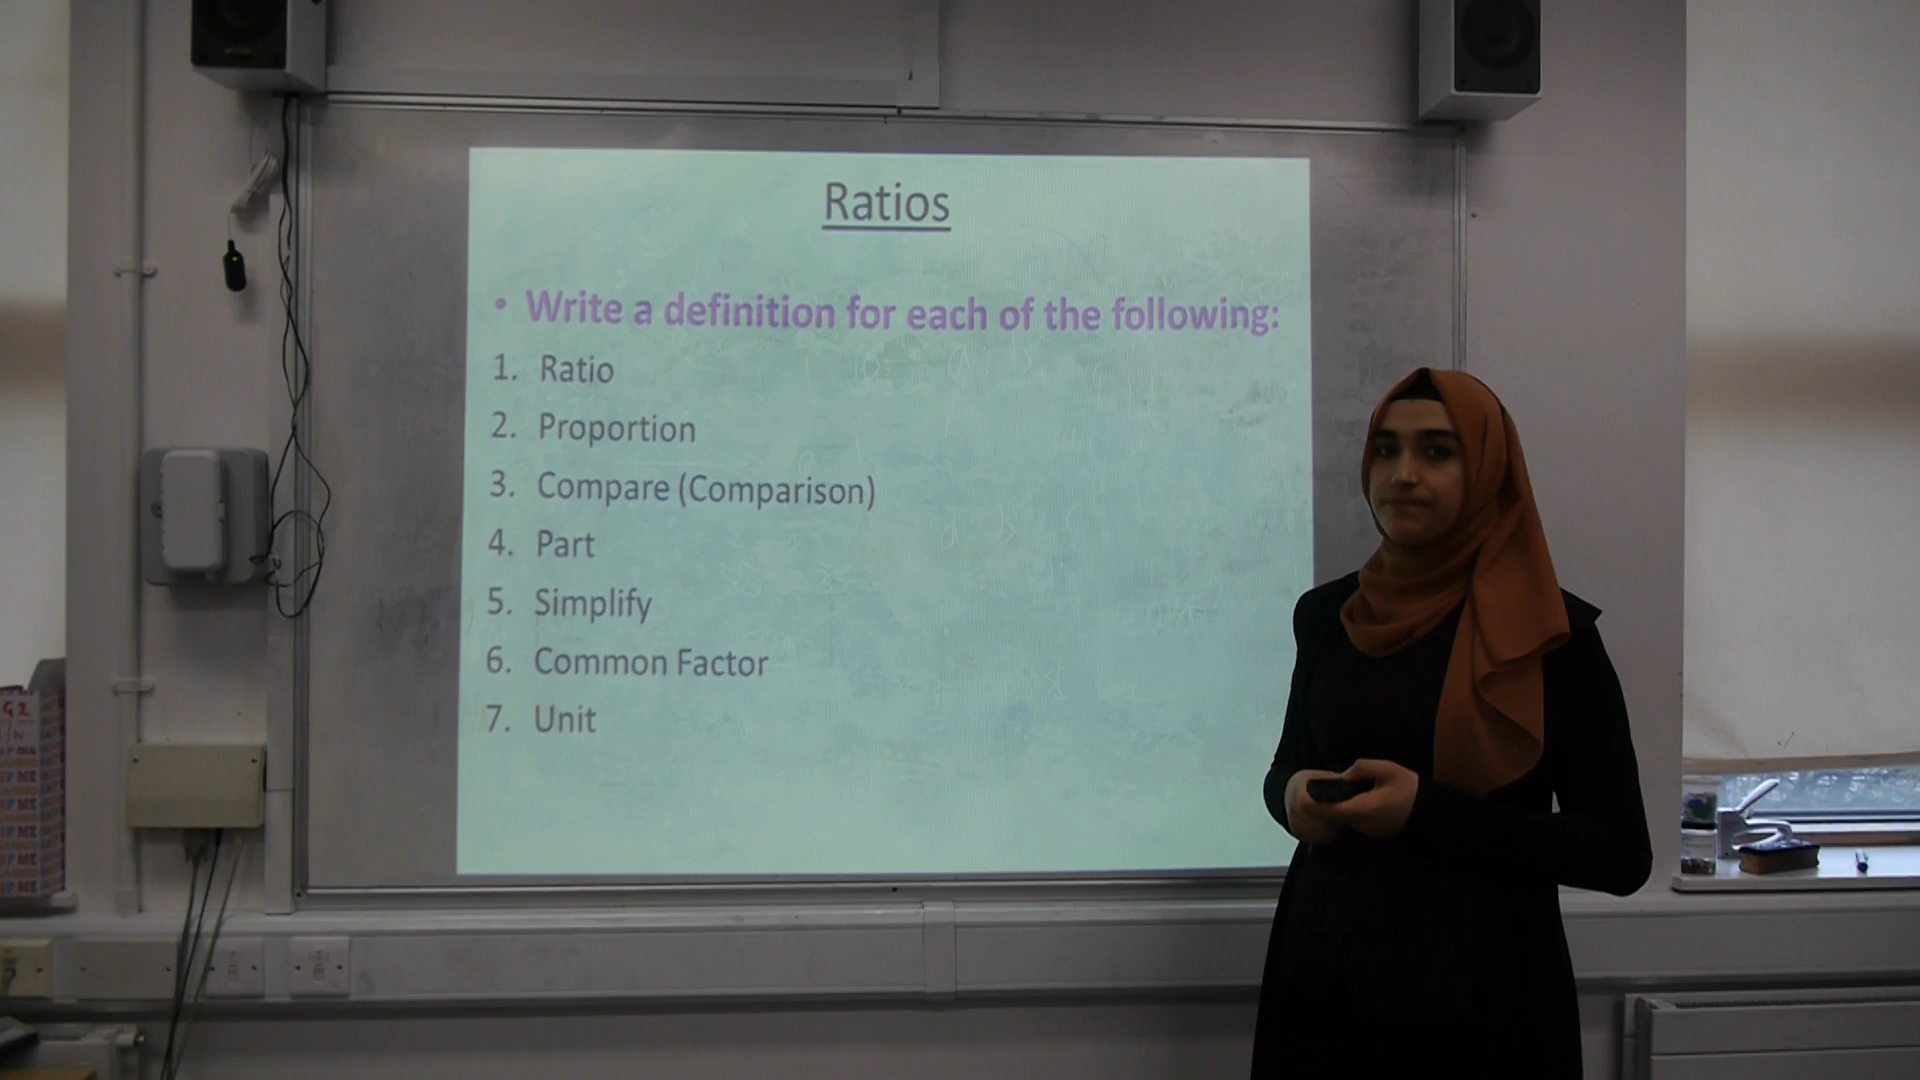 Ratios
• Write a definition for each of the following:
1. Ratio
2. Proportion
3. Compare (Comparison)
4. Part
5. Simplify
6. Common Factor
7. Unit
G2